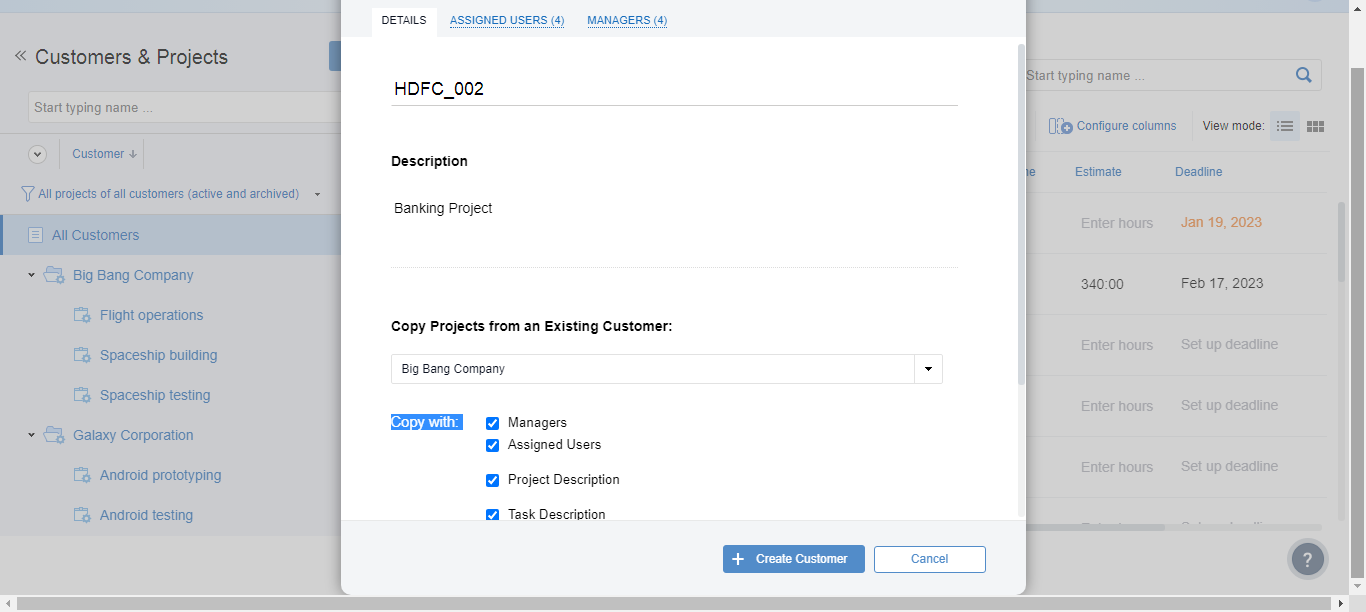 DETAILS ASSIGNED USERS (4) MANAGERS (4)
Customers & Projects
Start typing name ...
Customer
All projects of all customers (active and archived)
All Customers
Big Bang Company
Flight operations
Spaceship building
Spaceship testing
Galaxy Corporation
Android prototyping
Android testing
HDFC_002
Description
Banking Project
Copy Projects from an Existing Customer:
Big Bang Company
Copy with:
Managers
Assigned Users
Project Description
Task Description
+ Create Customer Cancel
Start typing name ...
Configure columns View mode:
Estimate Deadline
Enter hours Jan 19, 2023
340:00 Feb 17, 2023
Enter hours Set up deadline
Enter hours Set up deadline
Enter hours Set up deadline
?